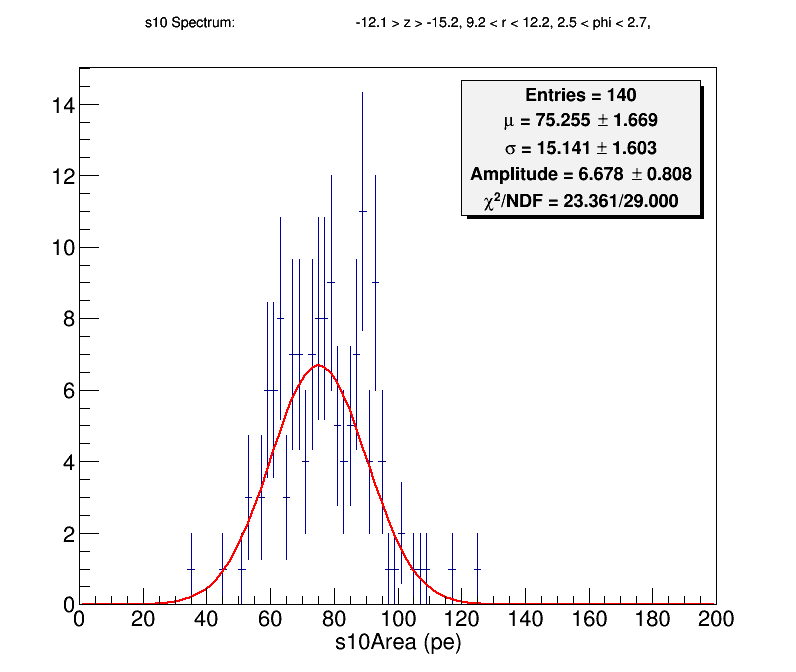 s10 Spectrum: -12.1 > z > -15.2, 9.2 < r < 12.2, 2.5 < phi < 2.7,
Entries = 140
μ = 75.255 ± 1.669
σ = 15.141 ± 1.603
Amplitude = 6.678 ± 0.808
χ²/NDF = 23.361/29.000
14
12
10
8
6
4
2
0
0 20 40 60 80 100 120 140 160 180 200
s10Area (pe)